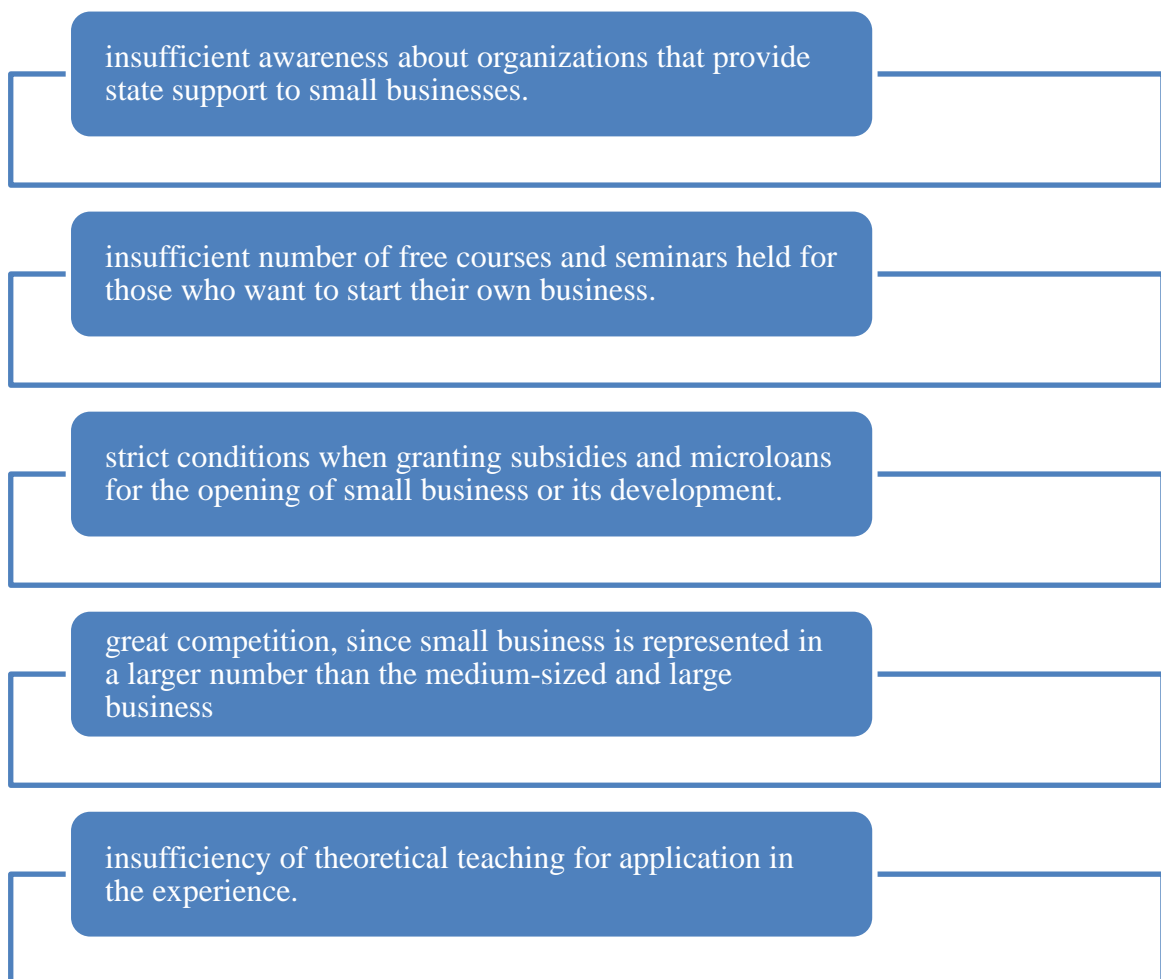 insufficient awareness about organizations that provide
state support to small businesses.
insufficient number of free courses and seminars held for
those who want to start their own business.
strict conditions when granting subsidies and microloans
for the opening of small business or its development.
great competition, since small business is represented in
a larger number than the medium-sized and large
business
insufficiency of theoretical teaching for application in
the experience.